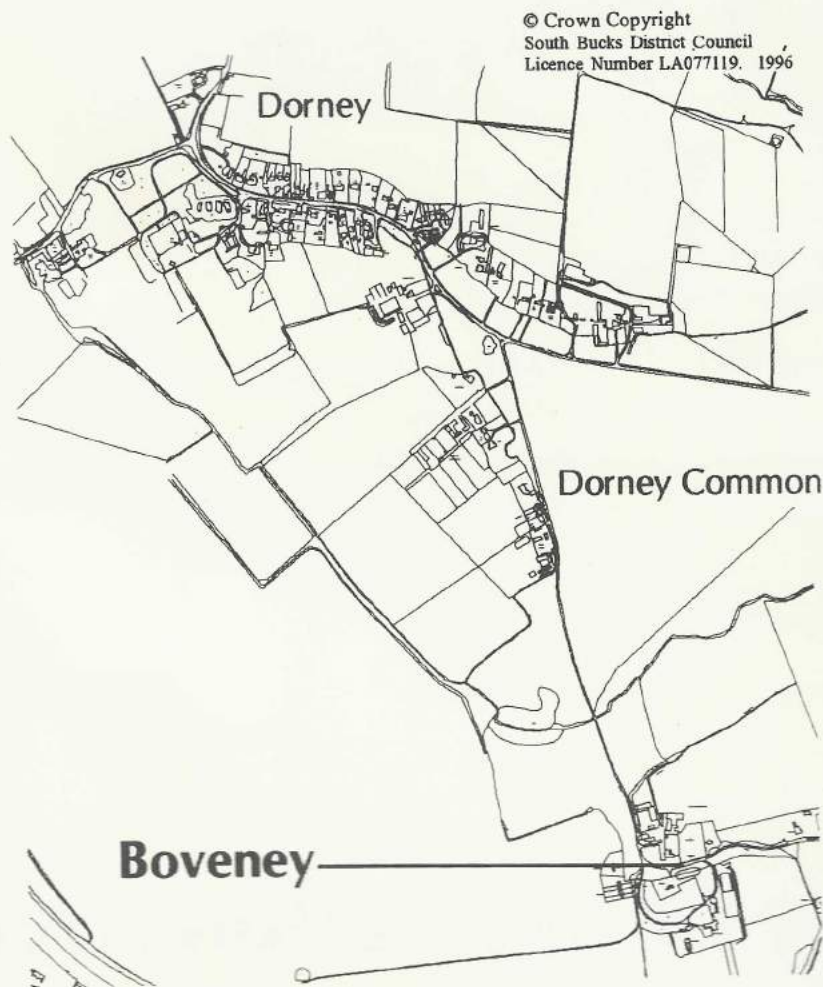 © Crown Copyright
South Bucks District Council
Licence Number LA077119. 1996
Dorney
Dorney Common
Boveney